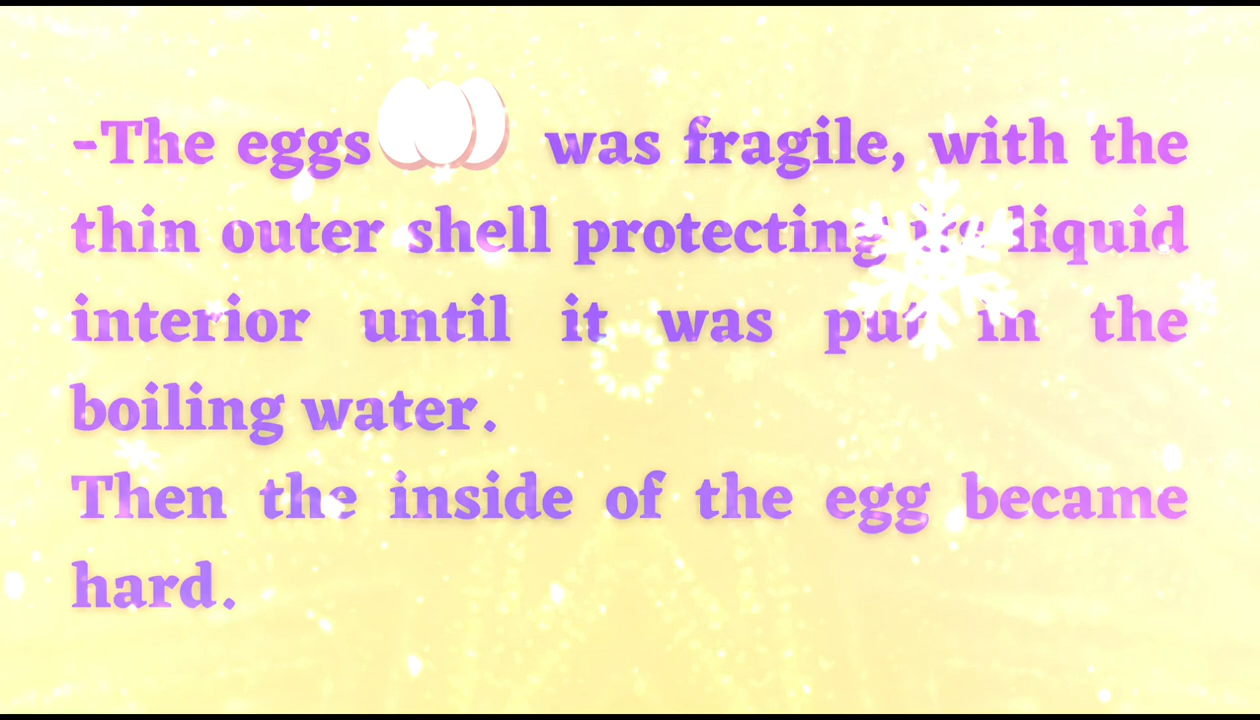 -The eggs was fragile, with the
thin outer shell protecting its liquid
interior until it was put in the
boiling water.
Then the inside of the egg became
hard.